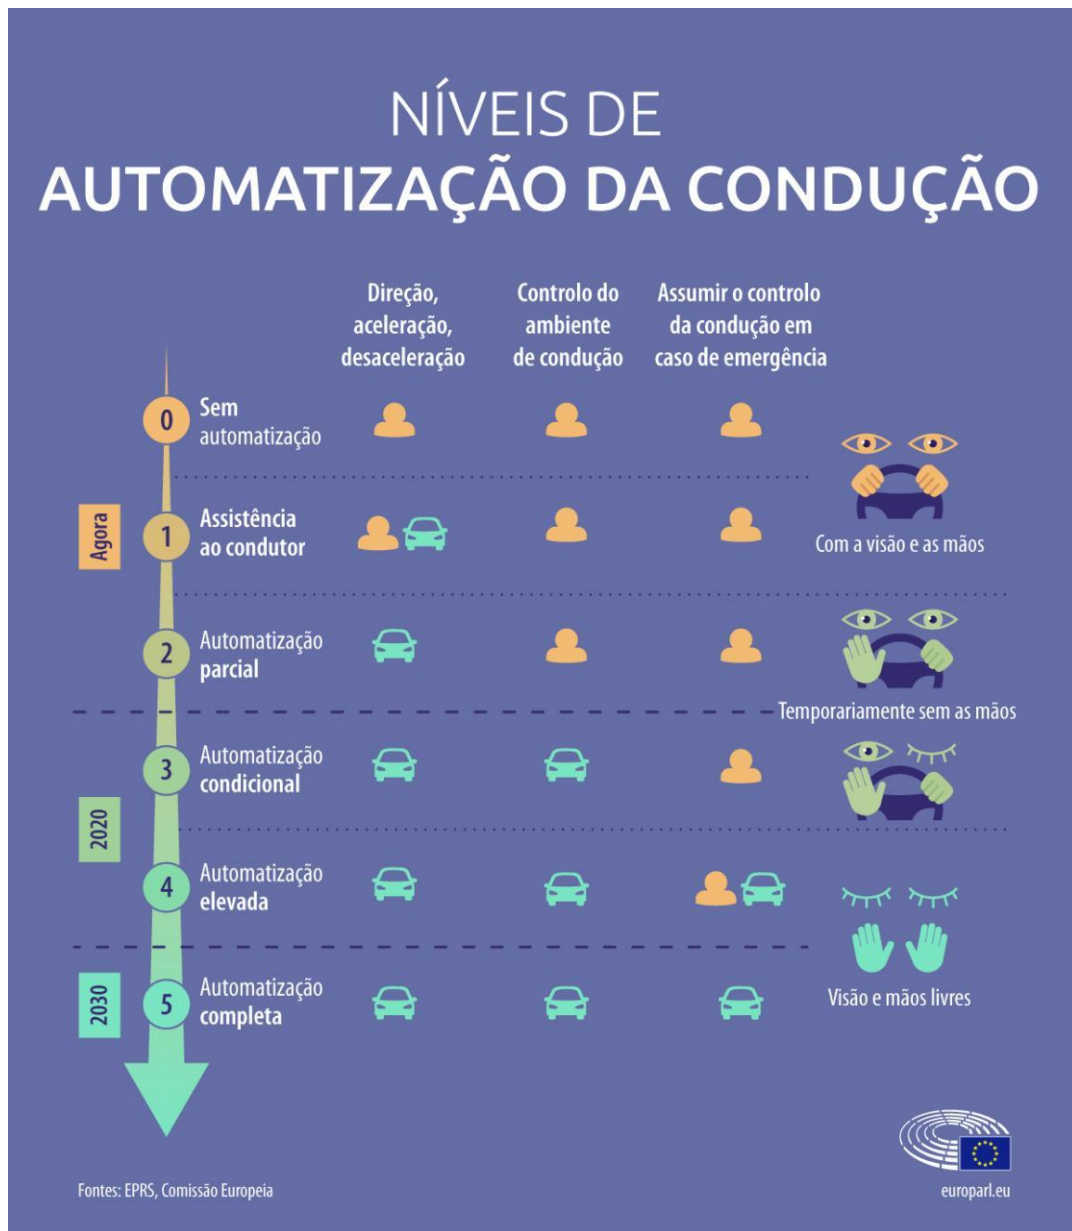 NÍVEIS DE
AUTOMATIZAÇÃO DA CONDUÇÃO
Direção,
aceleração,
desaceleração
Controlo do
ambiente
de condução
Assumir o controlo
da condução em
caso de emergência
0
Sem
automatização
Agora
1
Assistência
ao condutor
Com a visão e as mãos
2
Automatização
parcial
Temporariamente sem as mãos
3
Automatização
condicional
2020
4
Automatização
elevada
2030
5
Automatização
completa
Visão e mãos livres
Fontes: EPRS, Comissão Europeia
europarl.eu